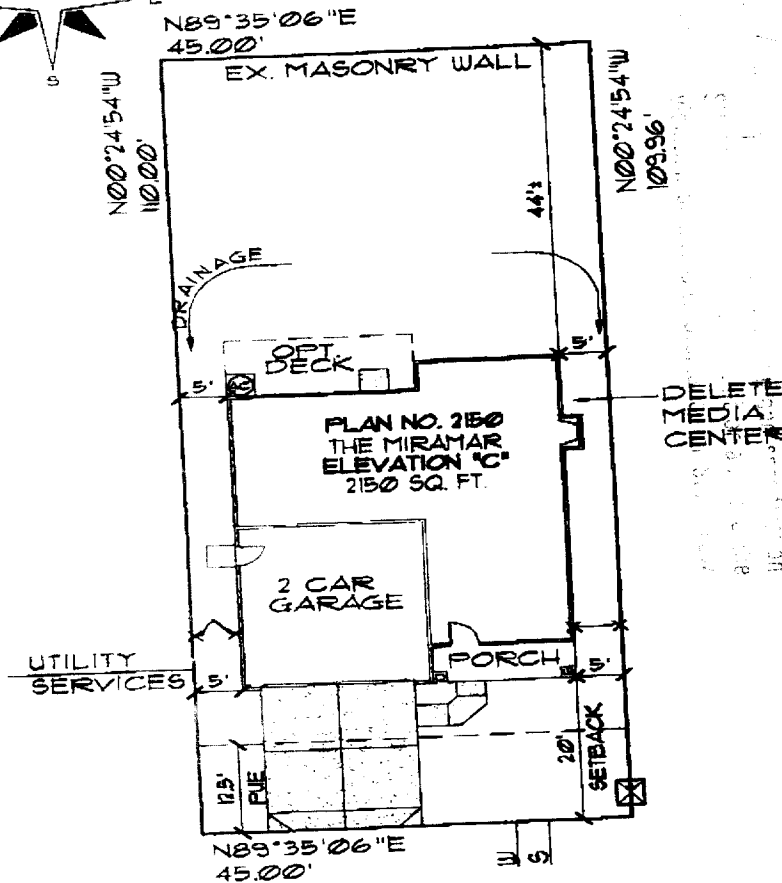 S
N89°35'06"E
45.00'
EX. MASONRY WALL
N00°24'54"W
110.00'
N00°24'54"W
109.96'
44'±
DRAINAGE
OPT.
DECK
AC
5'
5'
DELETE
MEDIA
CENTER
PLAN NO. 2150
THE MIRAMAR
ELEVATION "C"
2150 SQ. FT.
2 CAR
GARAGE
PORCH
UTILITY
SERVICES
5'
5'
12.5'
PUE
20'
SETBACK
N89°35'06"E
45.00'
W
S